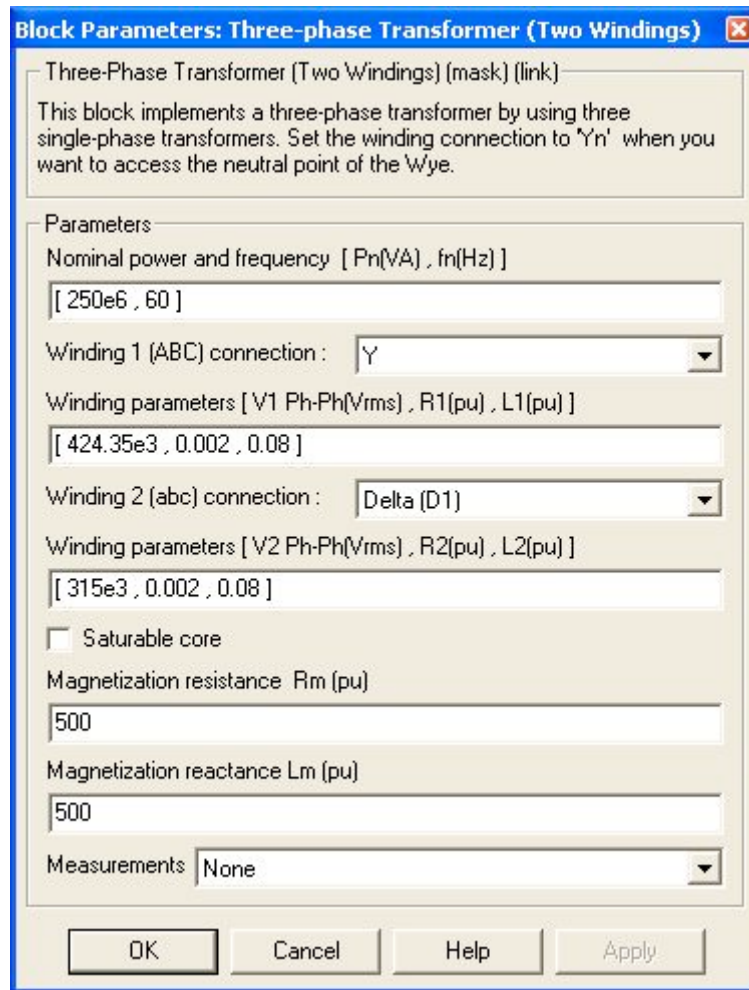 Block Parameters: Three-phase Transformer (Two Windings)
Three-Phase Transformer (Two Windings) (mask) (link)
This block implements a three-phase transformer by using three
single-phase transformers. Set the winding connection to 'Yn' when you
want to access the neutral point of the Wye.
Parameters
Nominal power and frequency [ Pn(VA) , fn(Hz) ]
[ 250e6 , 60 ]
Winding 1 (ABC) connection : Y
Winding parameters [ V1 Ph-Ph(Vrms) , R1(pu) , L1(pu) ]
[ 424.35e3 , 0.002 , 0.08 ]
Winding 2 (abc) connection : Delta (D1)
Winding parameters [ V2 Ph-Ph(Vrms) , R2(pu) , L2(pu) ]
[ 315e3 , 0.002 , 0.08 ]
Saturable core
Magnetization resistance Rm (pu)
500
Magnetization reactance Lm (pu)
500
Measurements None
OK Cancel Help Apply